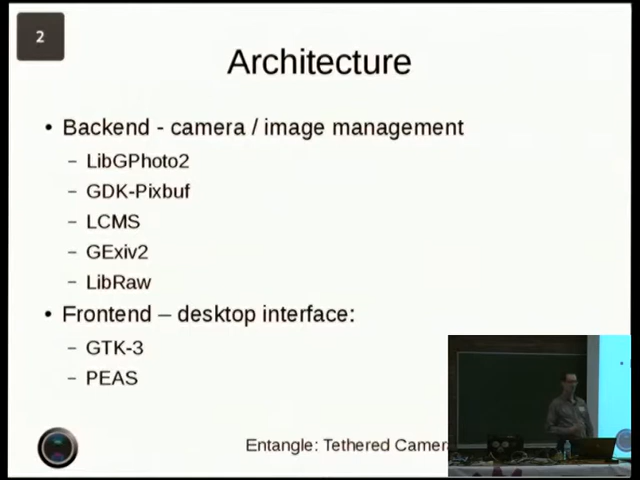 2
Architecture
• Backend - camera / image management
– LibGPhoto2
– GDK-Pixbuf
– LCMS
– GExiv2
– LibRaw
• Frontend – desktop interface:
– GTK-3
– PEAS
Entangle: Tethered Camera